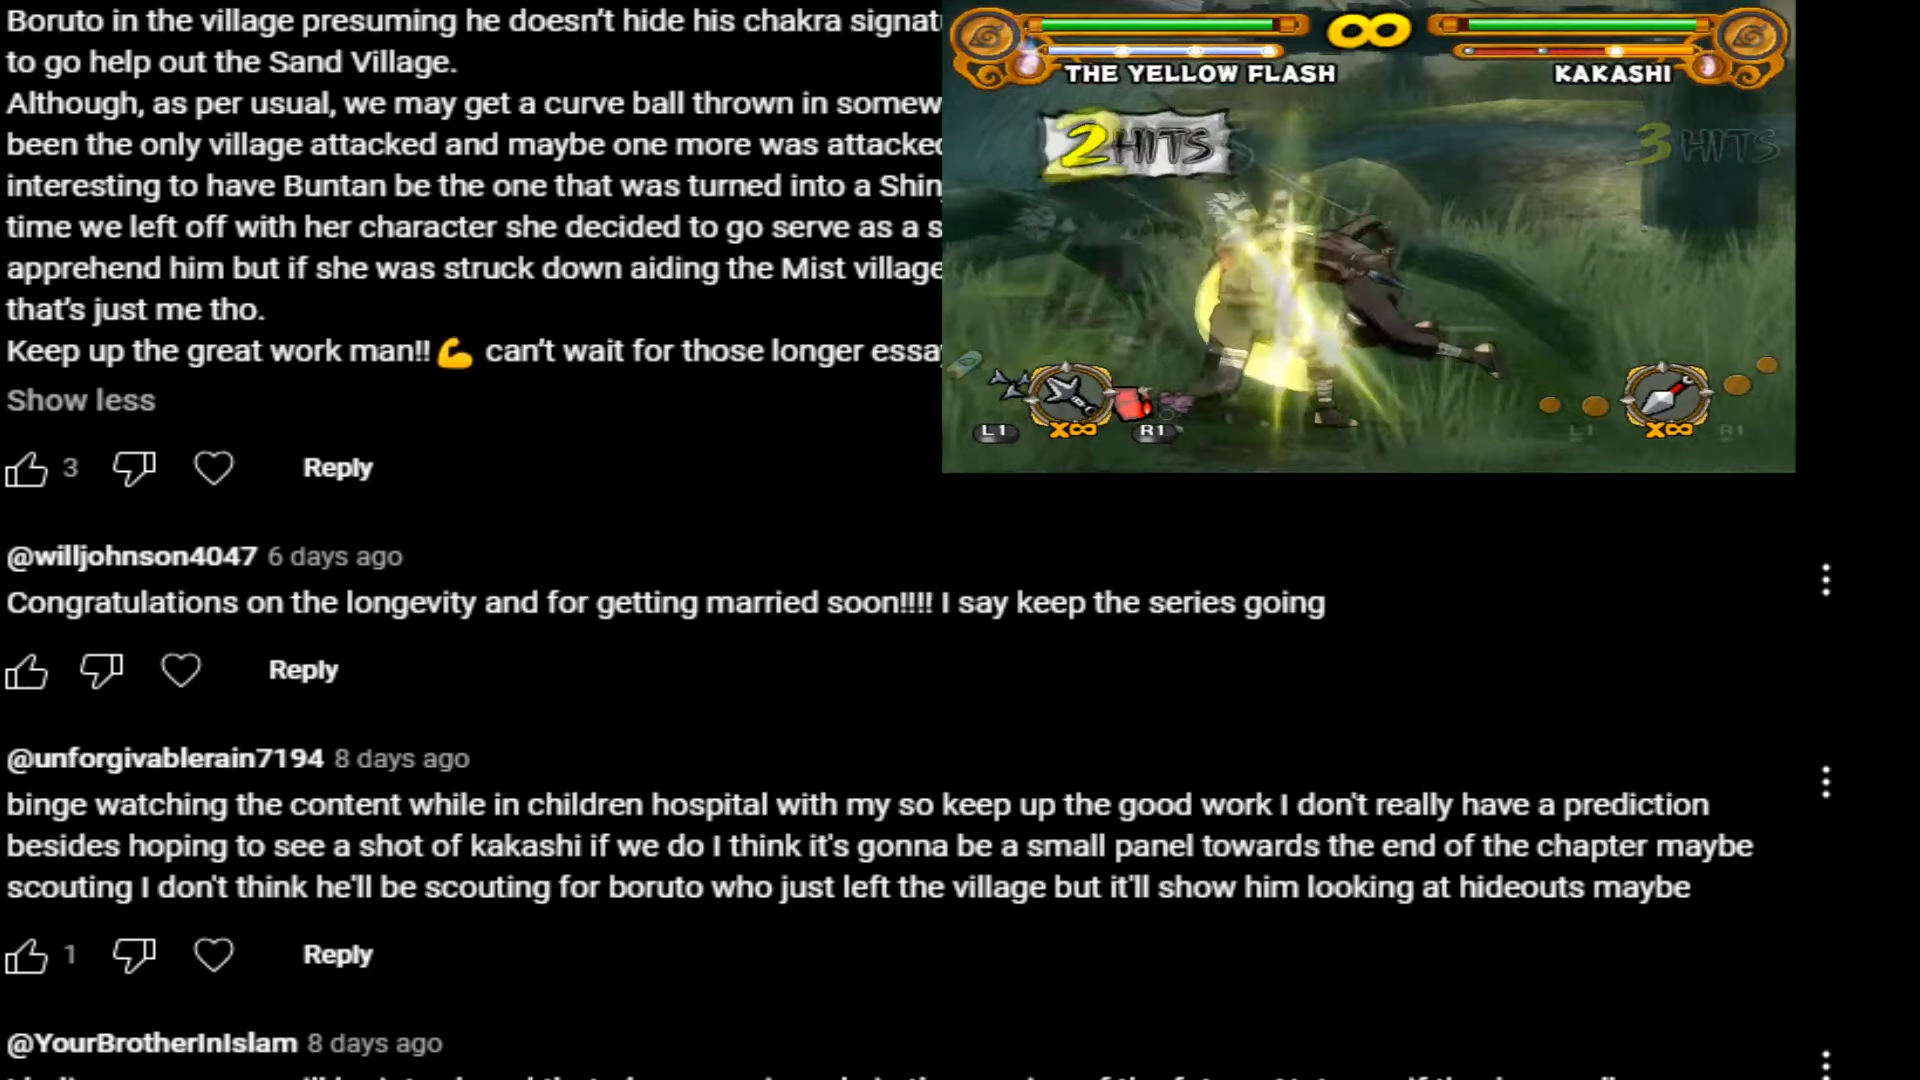 Boruto in the village presuming he doesn't hide his chakra
to go help out the Sand Village.
Although, as per usual, we may get a curve ball thrown in
been the only village attacked and maybe one more was
interesting to have Buntan be the one that was turned into a
time we left off with her character she decided to go serve as a
apprehend him but if she was struck down aiding the Mist village
that's just me tho.
Keep up the great work man!!💪 can't wait for those longer
Show less
3 Reply
THE YELLOW FLASH
KAKASHI
2 HITS
3 HITS
L1 X∞ R1
L1 X∞ R1
@willjohnson4047 6 days ago
Congratulations on the longevity and for getting married soon!!!! I say keep the series going
Reply
@unforgivablerain7194 8 days ago
binge watching the content while in children hospital with my so keep up the good work I don't really have a prediction
besides hoping to see a shot of kakashi if we do I think it's gonna be a small panel towards the end of the chapter maybe
scouting I don't think he'll be scouting for boruto who just left the village but it'll show him looking at hideouts maybe
1 Reply
@YourBrotherInIslam 8 days ago